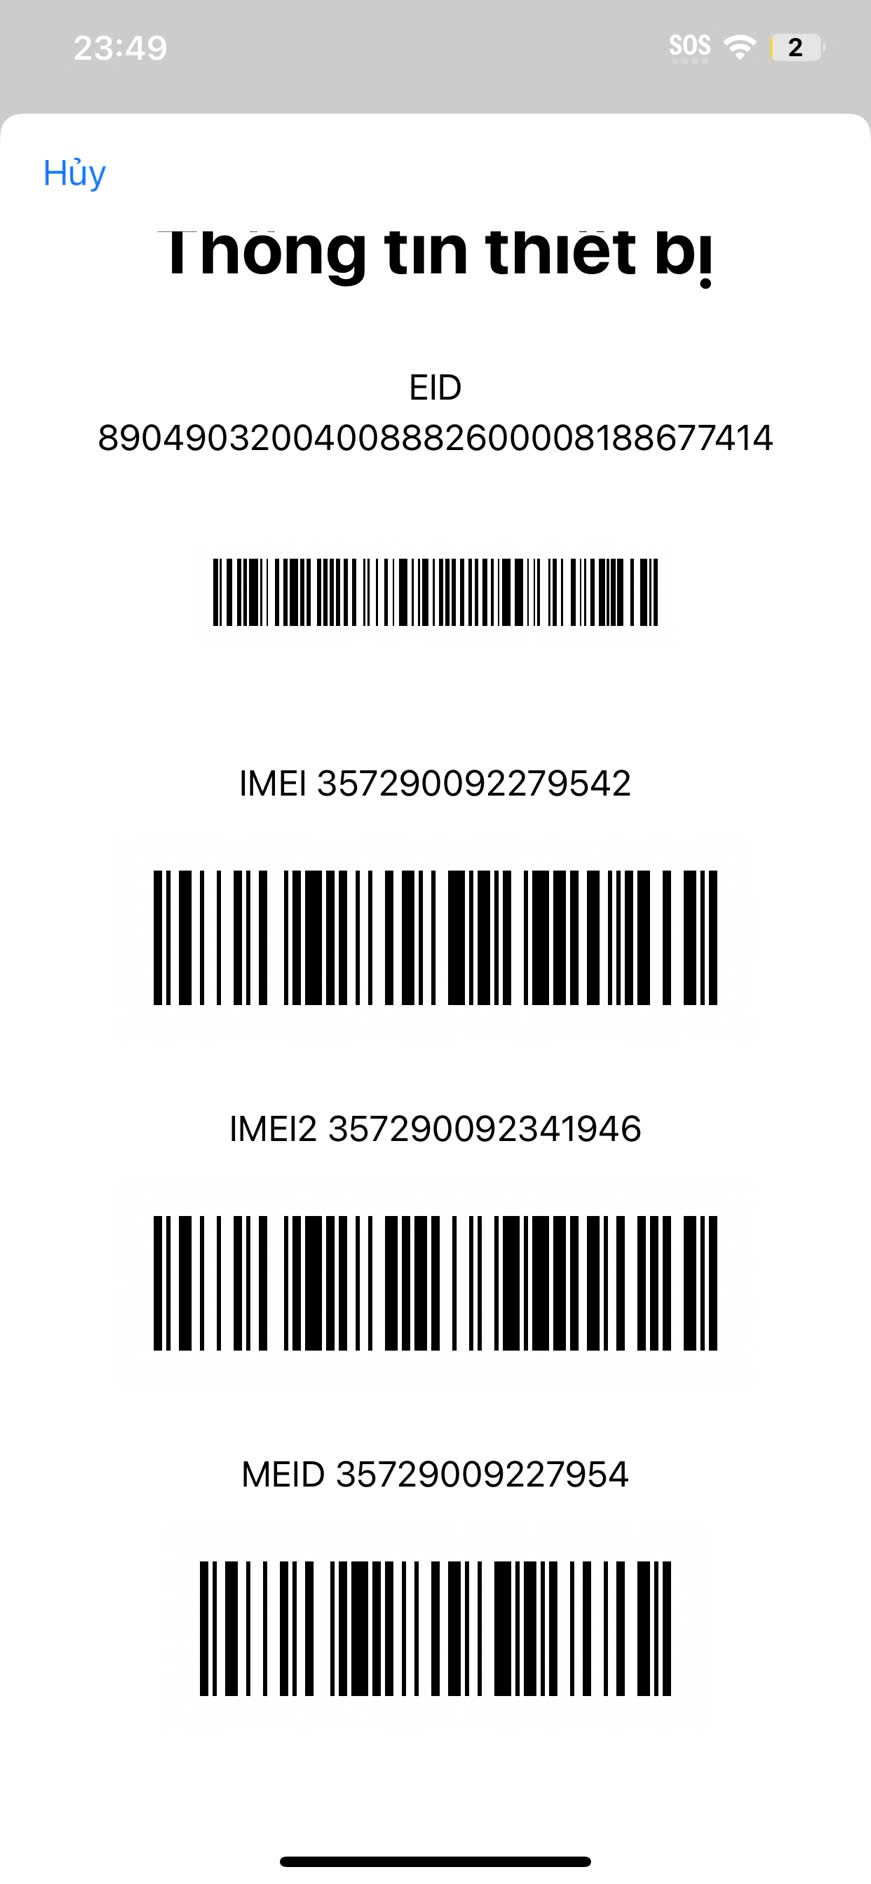 23:49
SOS
2
Hủy
Thông tin thiết bị
EID
89049032004008882600008188677414
IMEI 357290092279542
IMEI2 357290092341946
MEID 35729009227954